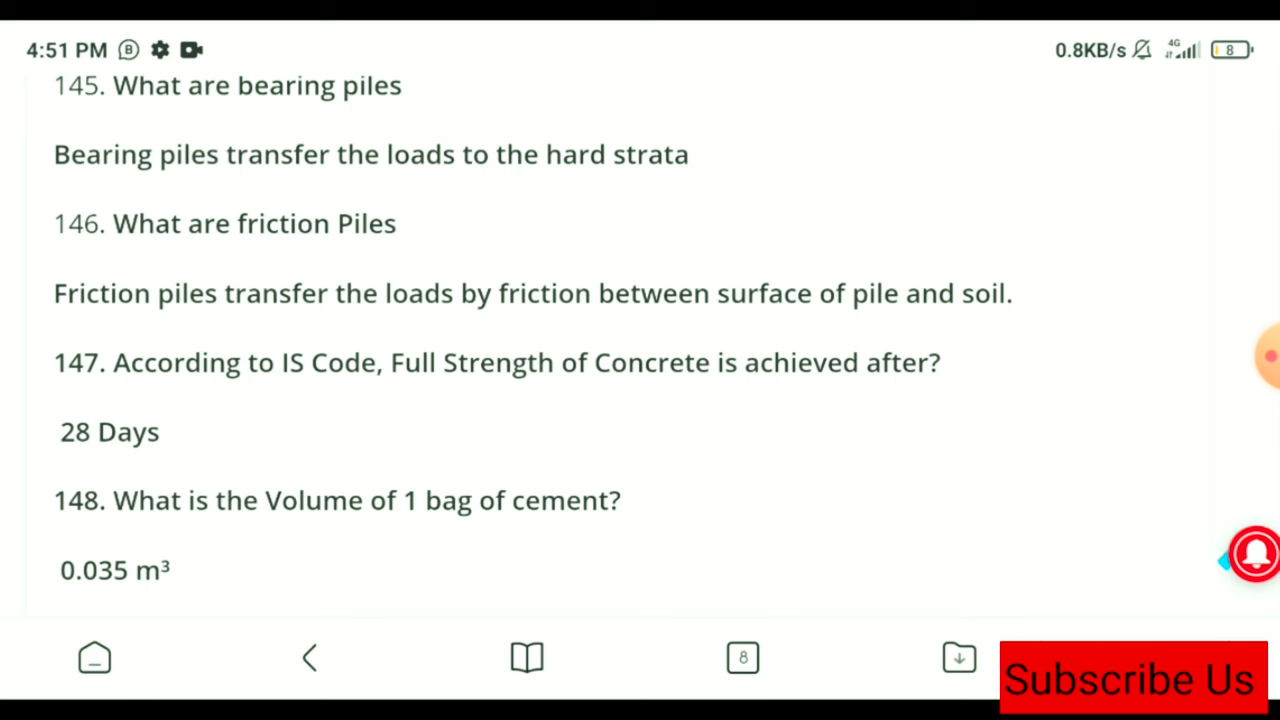 4:51 PM B 0.8KB/s 4G 8
145. What are bearing piles
Bearing piles transfer the loads to the hard strata
146. What are friction Piles
Friction piles transfer the loads by friction between surface of pile and soil.
147. According to IS Code, Full Strength of Concrete is achieved after?
28 Days
148. What is the Volume of 1 bag of cement?
0.035 m³
8
Subscribe Us